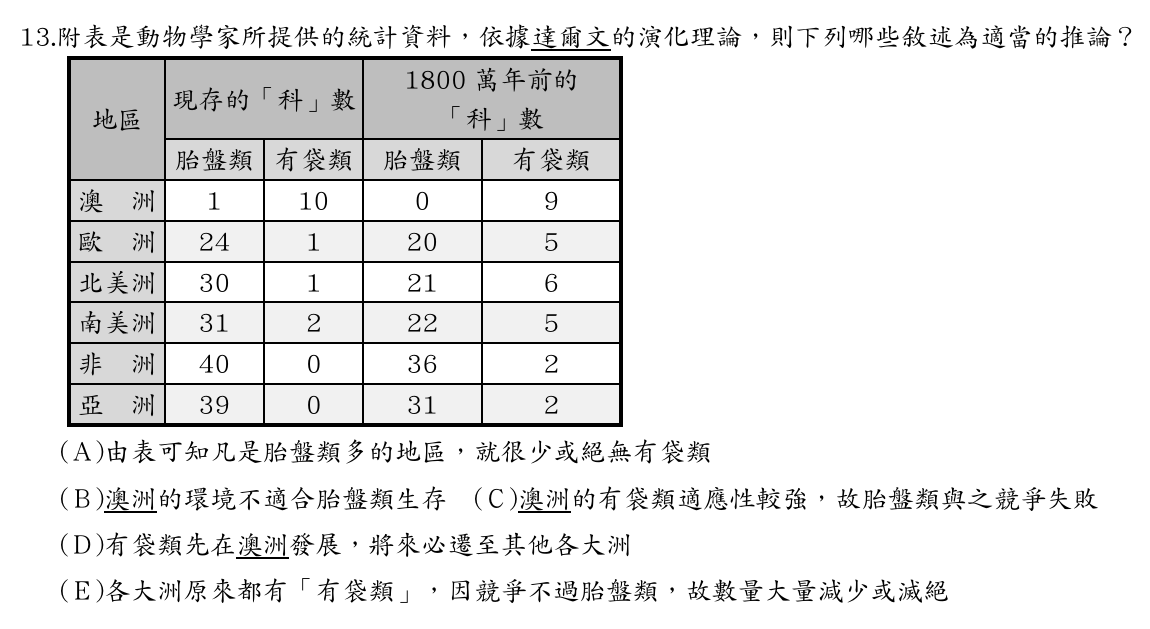 13.附表是動物學家所提供的統計資料，依據達爾文的演化理論，則下列哪些敘述為適當的推論？
地區 現存的「科」數 1800 萬年前的「科」數
胎盤類 有袋類 胎盤類 有袋類
澳　洲 1 10 0 9
歐　洲 24 1 20 5
北美洲 30 1 21 6
南美洲 31 2 22 5
非　洲 40 0 36 2
亞　洲 39 0 31 2
(A)由表可知凡是胎盤類多的地區，就很少或絕無有袋類
(B)澳洲的環境不適合胎盤類生存　(C)澳洲的有袋類適應性較強，故胎盤類與之競爭失敗
(D)有袋類先在澳洲發展，將來必遷至其他各大洲
(E)各大洲原來都有「有袋類」，因競爭不過胎盤類，故數量大量減少或滅絕